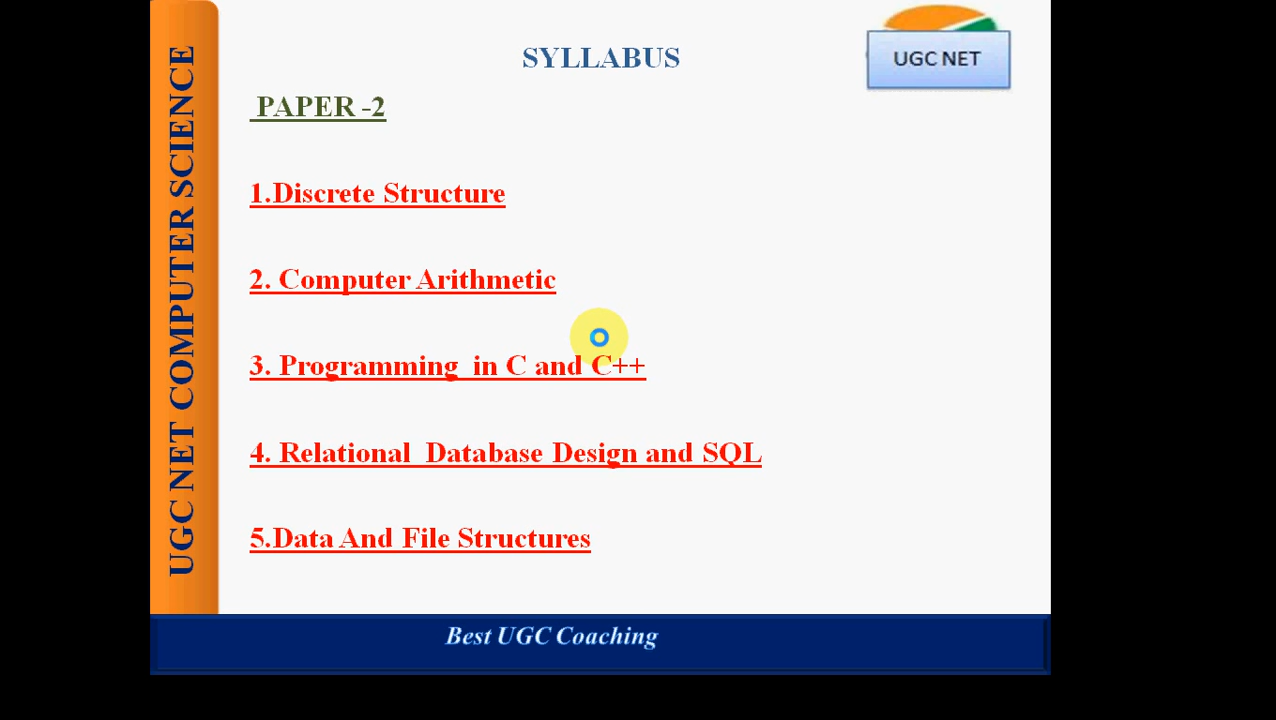 SYLLABUS
UGC NET
PAPER -2
1.Discrete Structure
2. Computer Arithmetic
3. Programming in C and C++
4. Relational Database Design and SQL
5.Data And File Structures
UGC NET COMPUTER SCIENCE
Best UGC Coaching